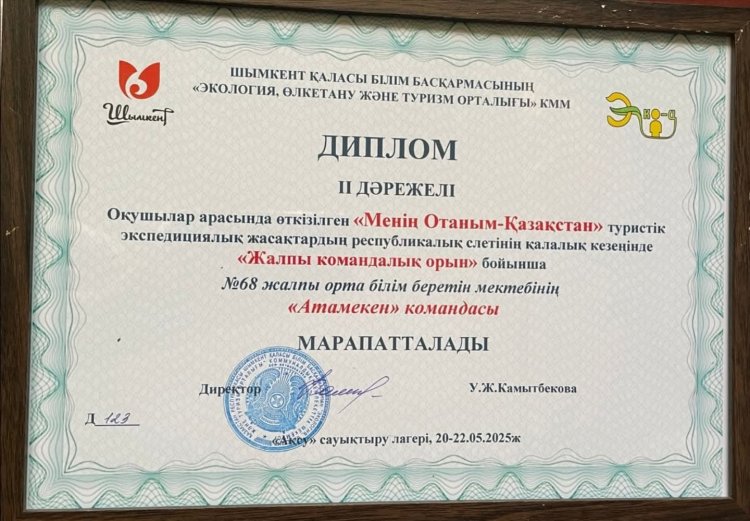 ШЫМКЕНТ ҚАЛАСЫ БІЛІМ БАСҚАРМАСЫНЫҢ
«ЭКОЛОГИЯ, ӨЛКЕТАНУ ЖӘНЕ ТУРИЗМ ОРТАЛЫҒЫ» КММ
Шымкент
ДИПЛОМ
ІІ ДӘРЕЖЕЛІ
Оқушылар арасында өткізілген «Менің Отаным-Қазақстан» туристік
экспедициялық жасақтардың республикалық слетінің қалалық кезеңінде
«Жалпы командалық орын» бойынша
№68 жалпы орта білім беретін мектебінің
«Атамекен» командасы
МАРАПАТТАЛАДЫ
Директор У.Ж.Камытбекова
Д 123
«Ақсу» сауықтыру лагері, 20-22.05.2025ж